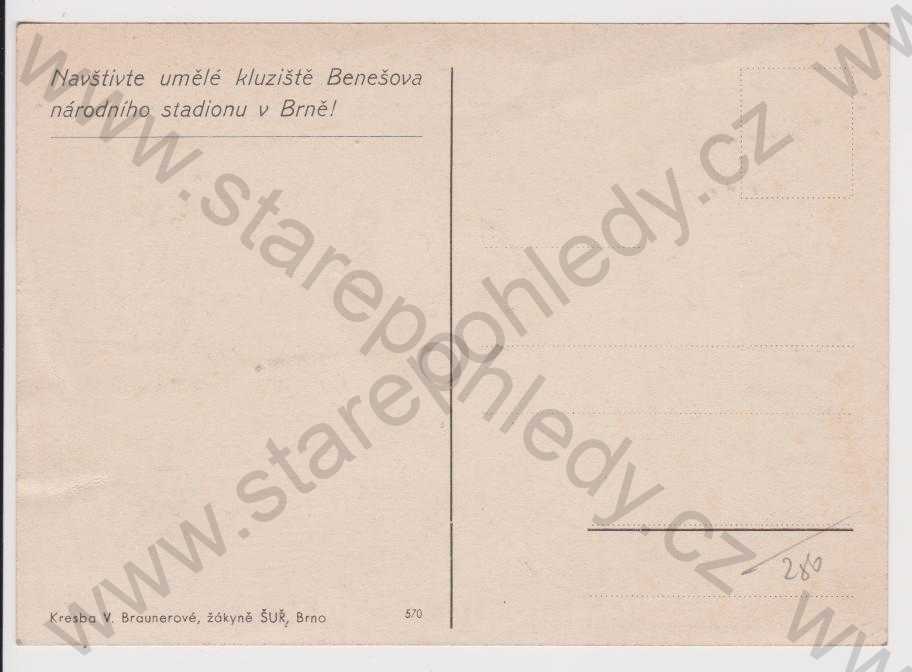 Navštivte umělé kluziště Benešova
národního stadionu v Brně!
Kresba V. Braunerové, žákyně ŠUŘ, Brno
570
280
www.starepohledy.cz
www.starepohledy.cz